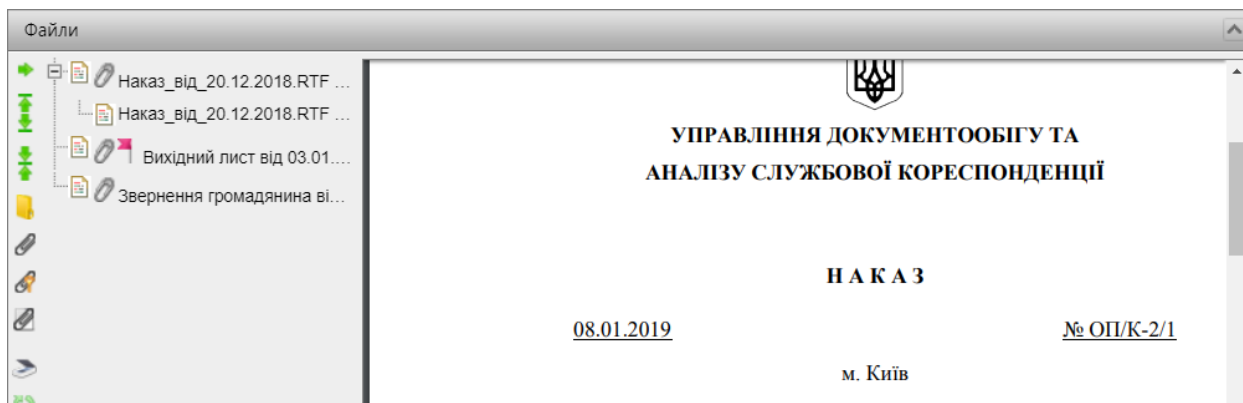 Файли
Наказ_від_20.12.2018.RTF ...
Наказ_від_20.12.2018.RTF ...
Вихідний лист від 03.01....
Звернення громадянина ві...
УПРАВЛІННЯ ДОКУМЕНТООБІГУ ТА
АНАЛІЗУ СЛУЖБОВОЇ КОРЕСПОНДЕНЦІЇ
Н А К А З
08.01.2019 № ОП/К-2/1
м. Київ